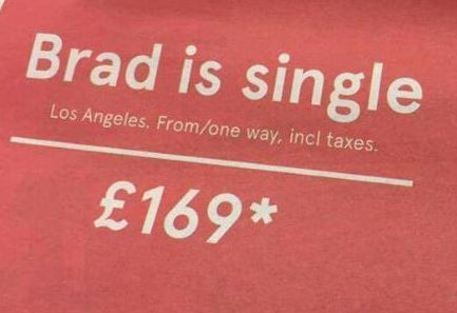 Brad is single
Los Angeles. From/one way, incl taxes.
£169*